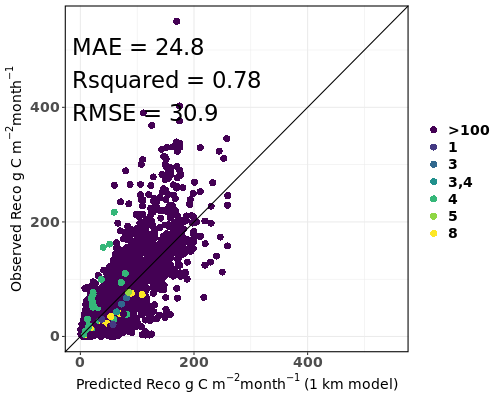 MAE = 24.8
Rsquared = 0.78
RMSE = 30.9
Observed Reco g C m⁻²month⁻¹
400
200
0
0 200 400
Predicted Reco g C m⁻²month⁻¹ (1 km model)
>100
1
3
3,4
4
5
8